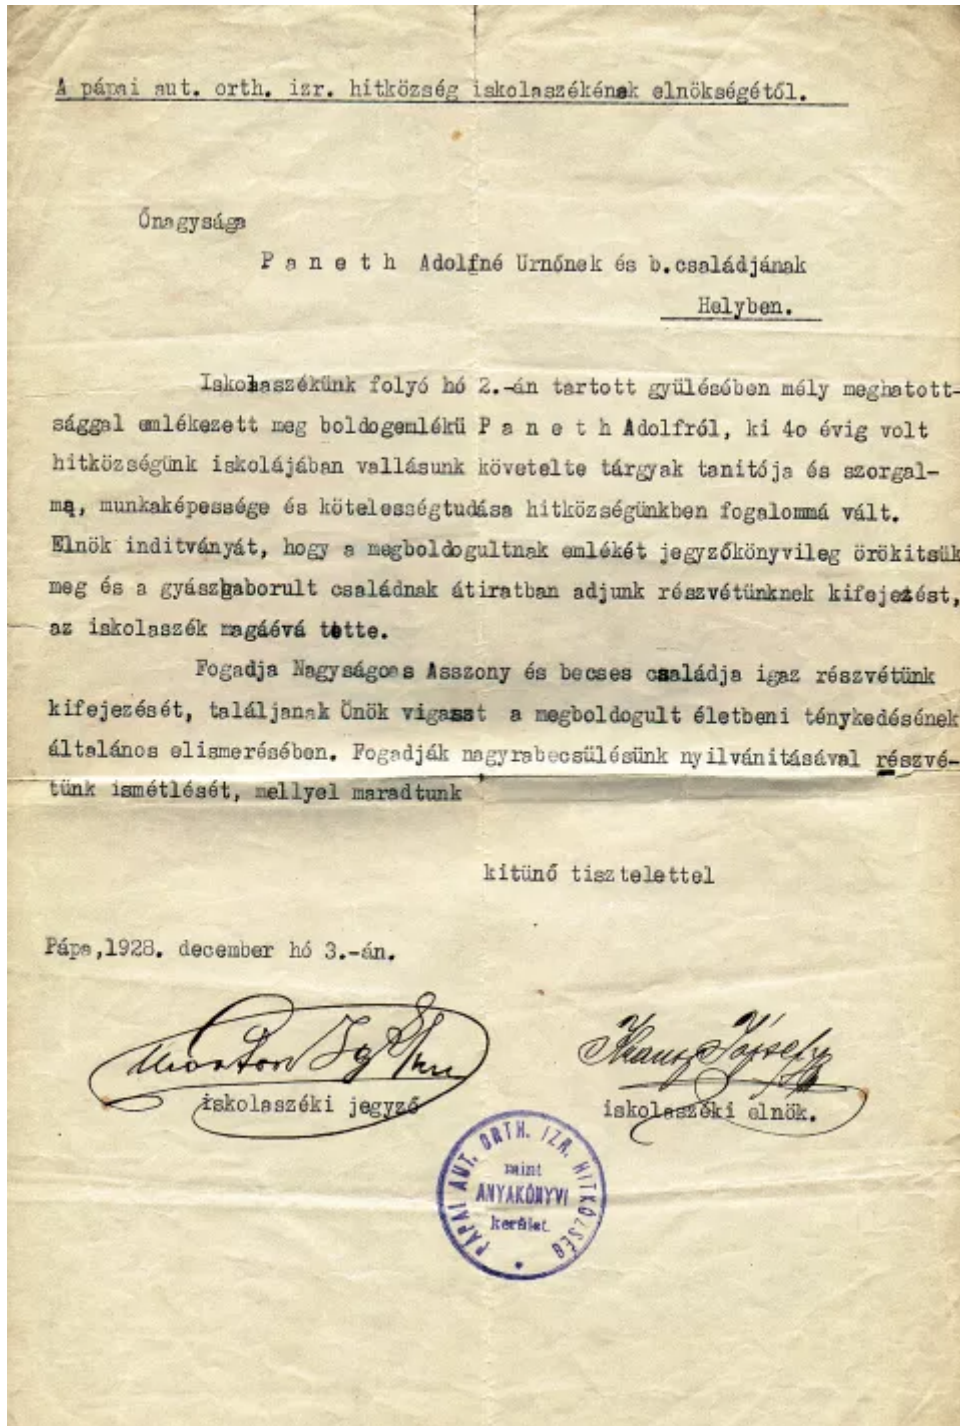 A pápai aut. orth. izr. hitközség iskolaszékének elnökségétől.
Őnagysága
P a n e t h Adolfné Urnőnek és b.családjának
Helyben.
Iskolaszékünk folyó hó 2.-án tartott gyülésében mély meghatott-
sággal emlékezett meg boldogemlékü P a n e t h Adolfról, ki 4o évig volt
hitközségünk iskolájában vallásunk követelte tárgyak tanitója és szorgal-
ma, munkaképessége és kötelességtudása hitközségünkben fogalommá vált.
Elnök inditványát, hogy a megboldogultnak emlékét jegyzőkönyvileg örökitsük
meg és a gyászbaborult családnak átiratban adjunk részvétünknek kifejezést,
az iskolaszék magáévá tette.
Fogadja Nagyságos Asszony és becses családja igaz részvétünk
kifejezését, találjanak Önök vigaszt a megboldogult életbeni ténykedésének
általános elismerésében. Fogadják nagyrabecsülésünk nyilvánitásával részvé-
tünk ismétlését, mellyel maradtunk
kitünő tisztelettel
Pápa,1928. december hó 3.-án.
József
iskolaszéki jegyző
iskolaszéki elnök.
PÁPAI AUT. ORTH. IZR. HITKÖZSÉG
mint
ANYAKÖNYVI
kerület.